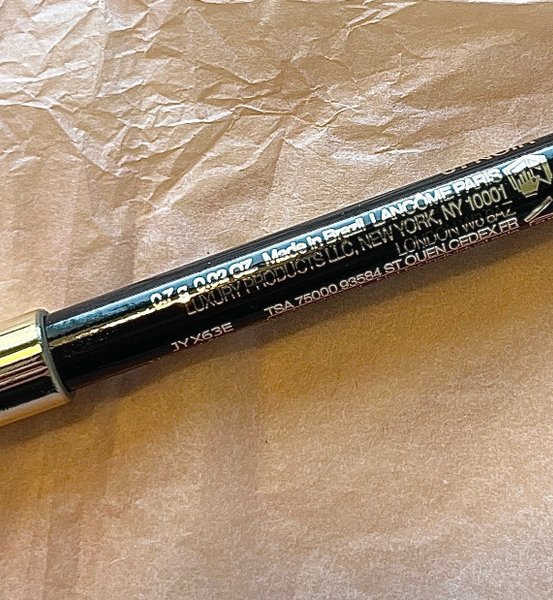 0.7 g 0.02 OZ. Made in Brazil. LANCOME PARIS
LUXURY PRODUCTS LLC, NEW YORK, NY 10001
LONDON W6 8AZ
JYX63E TSA 75000 93584 ST OUEN CEDEX FR